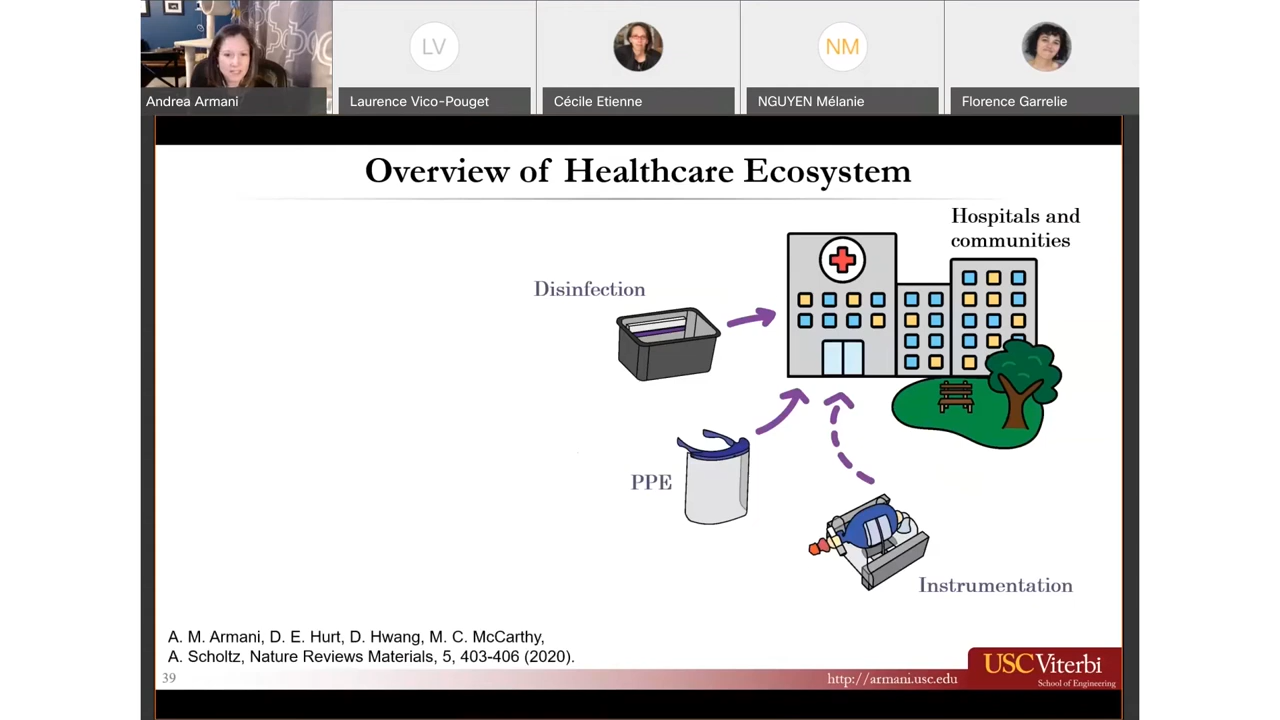 LV
NM
Andrea Armani
Laurence Vico-Pouget
Cécile Etienne
NGUYEN Mélanie
Florence Garrelie
Overview of Healthcare Ecosystem
Hospitals and
communities
Disinfection
PPE
Instrumentation
A. M. Armani, D. E. Hurt, D. Hwang, M. C. McCarthy,
A. Scholtz, Nature Reviews Materials, 5, 403-406 (2020).
39
http://armani.usc.edu
USC Viterbi
School of Engineering